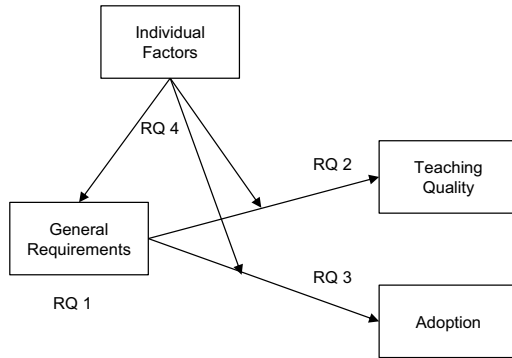 Individual
Factors
RQ 4
RQ 2
Teaching
Quality
General
Requirements
RQ 3
RQ 1
Adoption